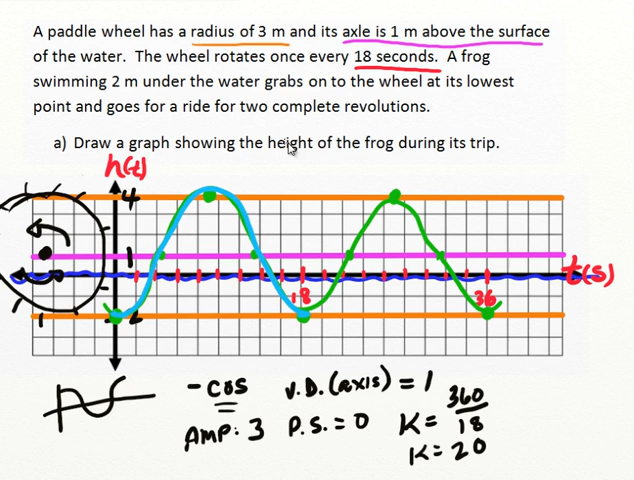 A paddle wheel has a radius of 3 m and its axle is 1 m above the surface
of the water. The wheel rotates once every 18 seconds. A frog
swimming 2 m under the water grabs on to the wheel at its lowest
point and goes for a ride for two complete revolutions.
a) Draw a graph showing the height of the frog during its trip.
h(t)
4
1
t(s)
18
36
1
2
-cos V.D. (axis) = 1
Amp: 3 P.S. = 0 K = 360/18
K = 20